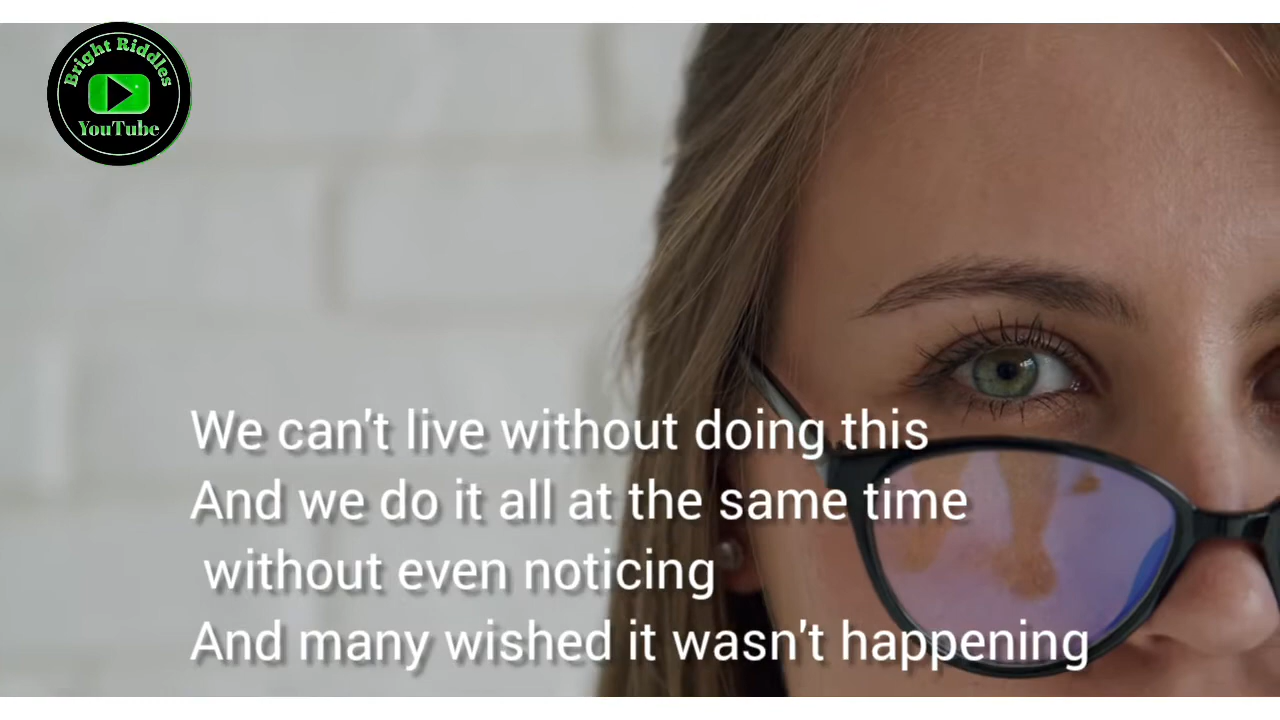 Bright Riddles
YouTube
We can't live without doing this
And we do it all at the same time
without even noticing
And many wished it wasn't happening